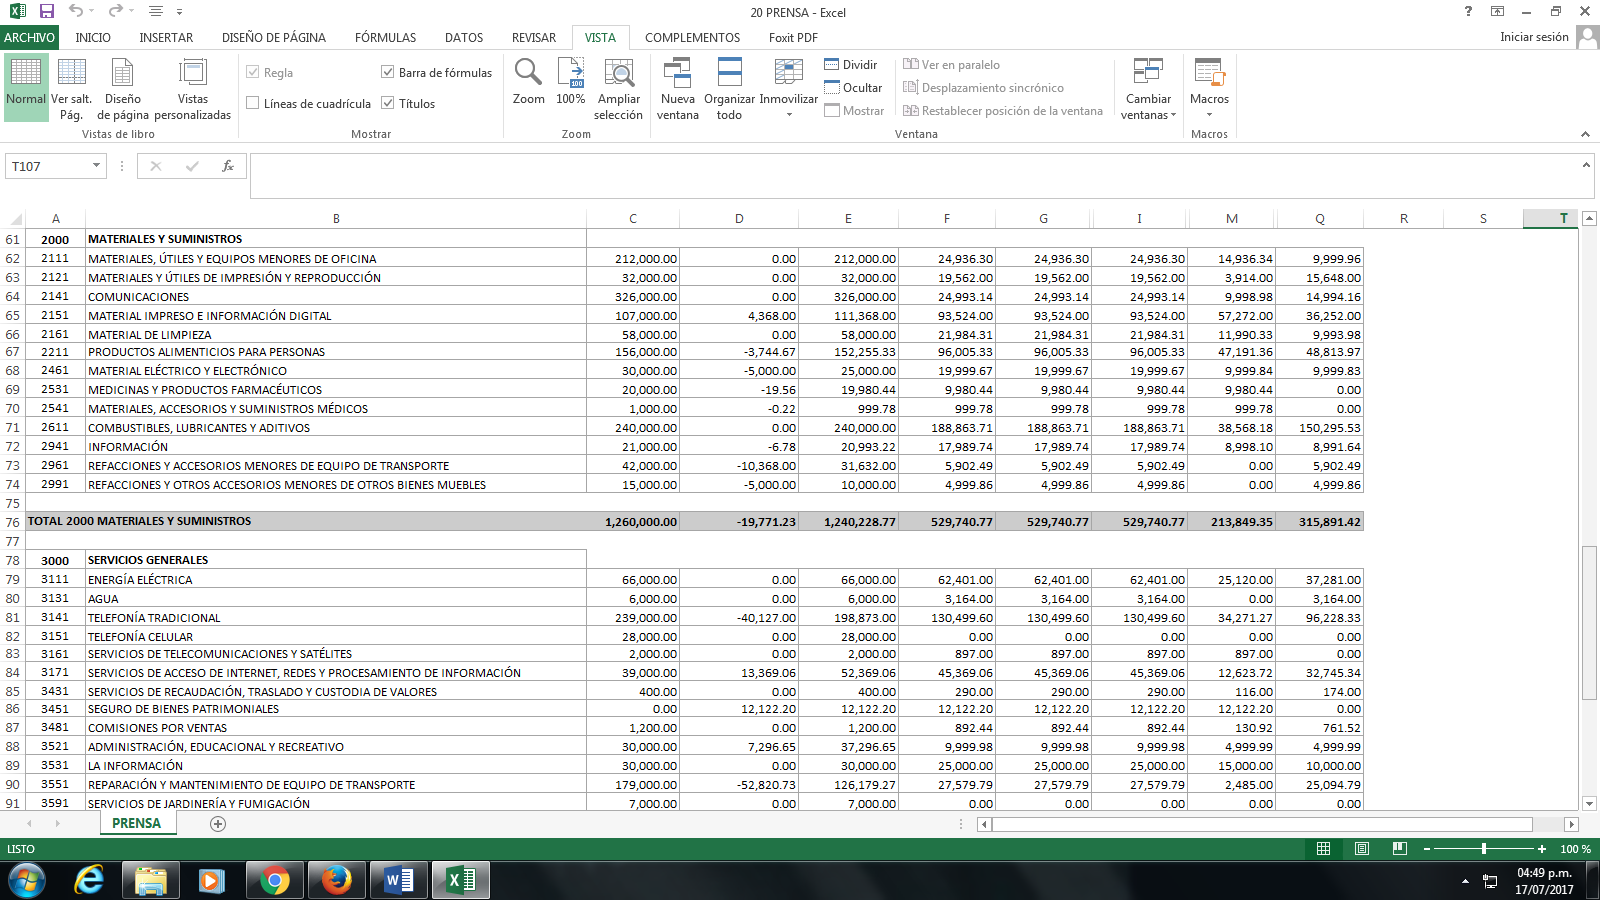 20 PRENSA - Excel
ARCHIVO INICIO INSERTAR DISEÑO DE PÁGINA FÓRMULAS DATOS REVISAR VISTA COMPLEMENTOS Foxit PDF Iniciar sesión
Normal Ver salt. Pág. Diseño de página Vistas personalizadas
Vistas de libro
Regla Barra de fórmulas
Líneas de cuadrícula Títulos
Mostrar
Zoom 100% Ampliar selección
Zoom
Nueva ventana Organizar todo Inmovilizar
Dividir
Ocultar
Mostrar
Ver en paralelo
Desplazamiento sincrónico
Restablecer posición de la ventana
Ventana
Cambiar ventanas
Macros
Macros
T107 fx
A B C D E F G I M Q R S T
61 2000 MATERIALES Y SUMINISTROS
62 2111 MATERIALES, ÚTILES Y EQUIPOS MENORES DE OFICINA 212,000.00 0.00 212,000.00 24,936.30 24,936.30 24,936.30 14,936.34 9,999.96
63 2121 MATERIALES Y ÚTILES DE IMPRESIÓN Y REPRODUCCIÓN 32,000.00 0.00 32,000.00 19,562.00 19,562.00 19,562.00 3,914.00 15,648.00
64 2141 COMUNICACIONES 326,000.00 0.00 326,000.00 24,993.14 24,993.14 24,993.14 9,998.98 14,994.16
65 2151 MATERIAL IMPRESO E INFORMACIÓN DIGITAL 107,000.00 4,368.00 111,368.00 93,524.00 93,524.00 93,524.00 57,272.00 36,252.00
66 2161 MATERIAL DE LIMPIEZA 58,000.00 0.00 58,000.00 21,984.31 21,984.31 21,984.31 11,990.33 9,993.98
67 2211 PRODUCTOS ALIMENTICIOS PARA PERSONAS 156,000.00 -3,744.67 152,255.33 96,005.33 96,005.33 96,005.33 47,191.36 48,813.97
68 2461 MATERIAL ELÉCTRICO Y ELECTRÓNICO 30,000.00 -5,000.00 25,000.00 19,999.67 19,999.67 19,999.67 9,999.84 9,999.83
69 2531 MEDICINAS Y PRODUCTOS FARMACÉUTICOS 20,000.00 -19.56 19,980.44 9,980.44 9,980.44 9,980.44 9,980.44 0.00
70 2541 MATERIALES, ACCESORIOS Y SUMINISTROS MÉDICOS 1,000.00 -0.22 999.78 999.78 999.78 999.78 999.78 0.00
71 2611 COMBUSTIBLES, LUBRICANTES Y ADITIVOS 240,000.00 0.00 240,000.00 188,863.71 188,863.71 188,863.71 38,568.18 150,295.53
72 2941 INFORMACIÓN 21,000.00 -6.78 20,993.22 17,989.74 17,989.74 17,989.74 8,998.10 8,991.64
73 2961 REFACCIONES Y ACCESORIOS MENORES DE EQUIPO DE TRANSPORTE 42,000.00 -10,368.00 31,632.00 5,902.49 5,902.49 5,902.49 0.00 5,902.49
74 2991 REFACCIONES Y OTROS ACCESORIOS MENORES DE OTROS BIENES MUEBLES 15,000.00 -5,000.00 10,000.00 4,999.86 4,999.86 4,999.86 0.00 4,999.86
75
76 TOTAL 2000 MATERIALES Y SUMINISTROS 1,260,000.00 -19,771.23 1,240,228.77 529,740.77 529,740.77 529,740.77 213,849.35 315,891.42
77
78 3000 SERVICIOS GENERALES
79 3111 ENERGÍA ELÉCTRICA 66,000.00 0.00 66,000.00 62,401.00 62,401.00 62,401.00 25,120.00 37,281.00
80 3131 AGUA 6,000.00 0.00 6,000.00 3,164.00 3,164.00 3,164.00 0.00 3,164.00
81 3141 TELEFONÍA TRADICIONAL 239,000.00 -40,127.00 198,873.00 130,499.60 130,499.60 130,499.60 34,271.27 96,228.33
82 3151 TELEFONÍA CELULAR 28,000.00 0.00 28,000.00 0.00 0.00 0.00 0.00 0.00
83 3161 SERVICIOS DE TELECOMUNICACIONES Y SATÉLITES 2,000.00 0.00 2,000.00 897.00 897.00 897.00 897.00 0.00
84 3171 SERVICIOS DE ACCESO DE INTERNET, REDES Y PROCESAMIENTO DE INFORMACIÓN 39,000.00 13,369.06 52,369.06 45,369.06 45,369.06 45,369.06 12,623.72 32,745.34
85 3431 SERVICIOS DE RECAUDACIÓN, TRASLADO Y CUSTODIA DE VALORES 400.00 0.00 400.00 290.00 290.00 290.00 116.00 174.00
86 3451 SEGURO DE BIENES PATRIMONIALES 0.00 12,122.20 12,122.20 12,122.20 12,122.20 12,122.20 12,122.20 0.00
87 3481 COMISIONES POR VENTAS 1,200.00 0.00 1,200.00 892.44 892.44 892.44 130.92 761.52
88 3521 ADMINISTRACIÓN, EDUCACIONAL Y RECREATIVO 30,000.00 7,296.65 37,296.65 9,999.98 9,999.98 9,999.98 4,999.99 4,999.99
89 3531 LA INFORMACIÓN 30,000.00 0.00 30,000.00 25,000.00 25,000.00 25,000.00 15,000.00 10,000.00
90 3551 REPARACIÓN Y MANTENIMIENTO DE EQUIPO DE TRANSPORTE 179,000.00 -52,820.73 126,179.27 27,579.79 27,579.79 27,579.79 2,485.00 25,094.79
91 3591 SERVICIOS DE JARDINERÍA Y FUMIGACIÓN 7,000.00 0.00 7,000.00 0.00 0.00 0.00 0.00 0.00
PRENSA
LISTO 100 %
04:49 p.m.
17/07/2017